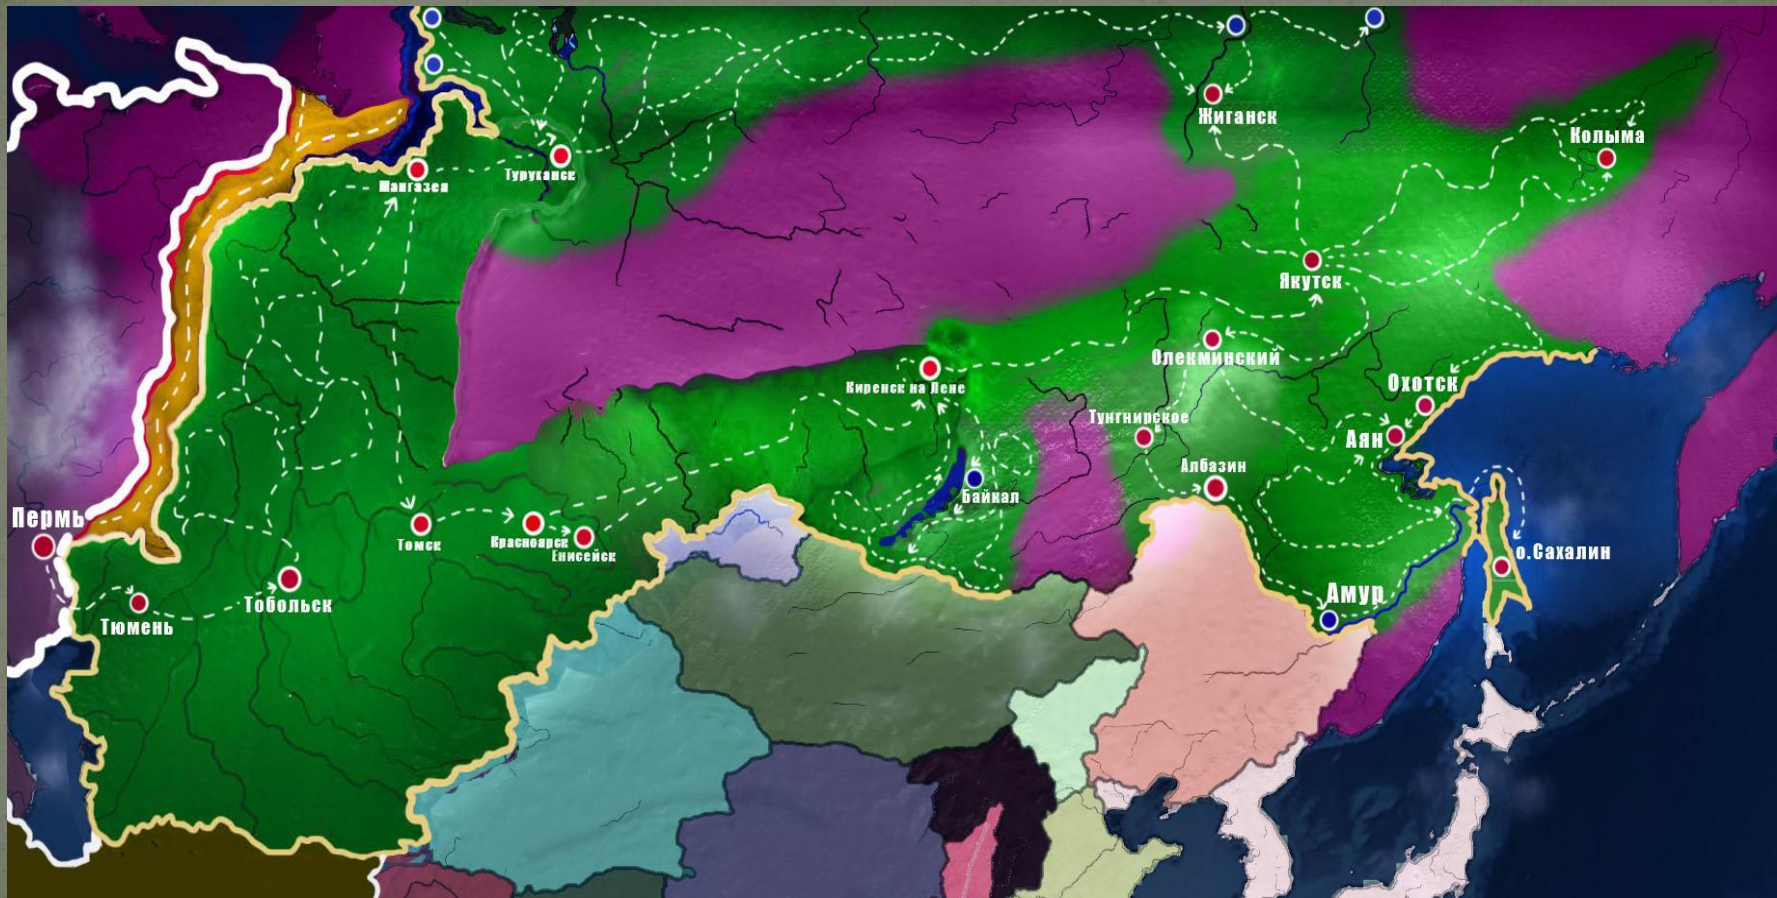 Жиганск
Колыма
Мангазея
Туруханск
Якутск
Олекминский
Киренск на Лене
Охотск
Тунгнирское
Аян
Албазин
Байкал
Пермь
Томск
Красноярск
Енисейск
о.Сахалин
Тобольск
Амур
Тюмень